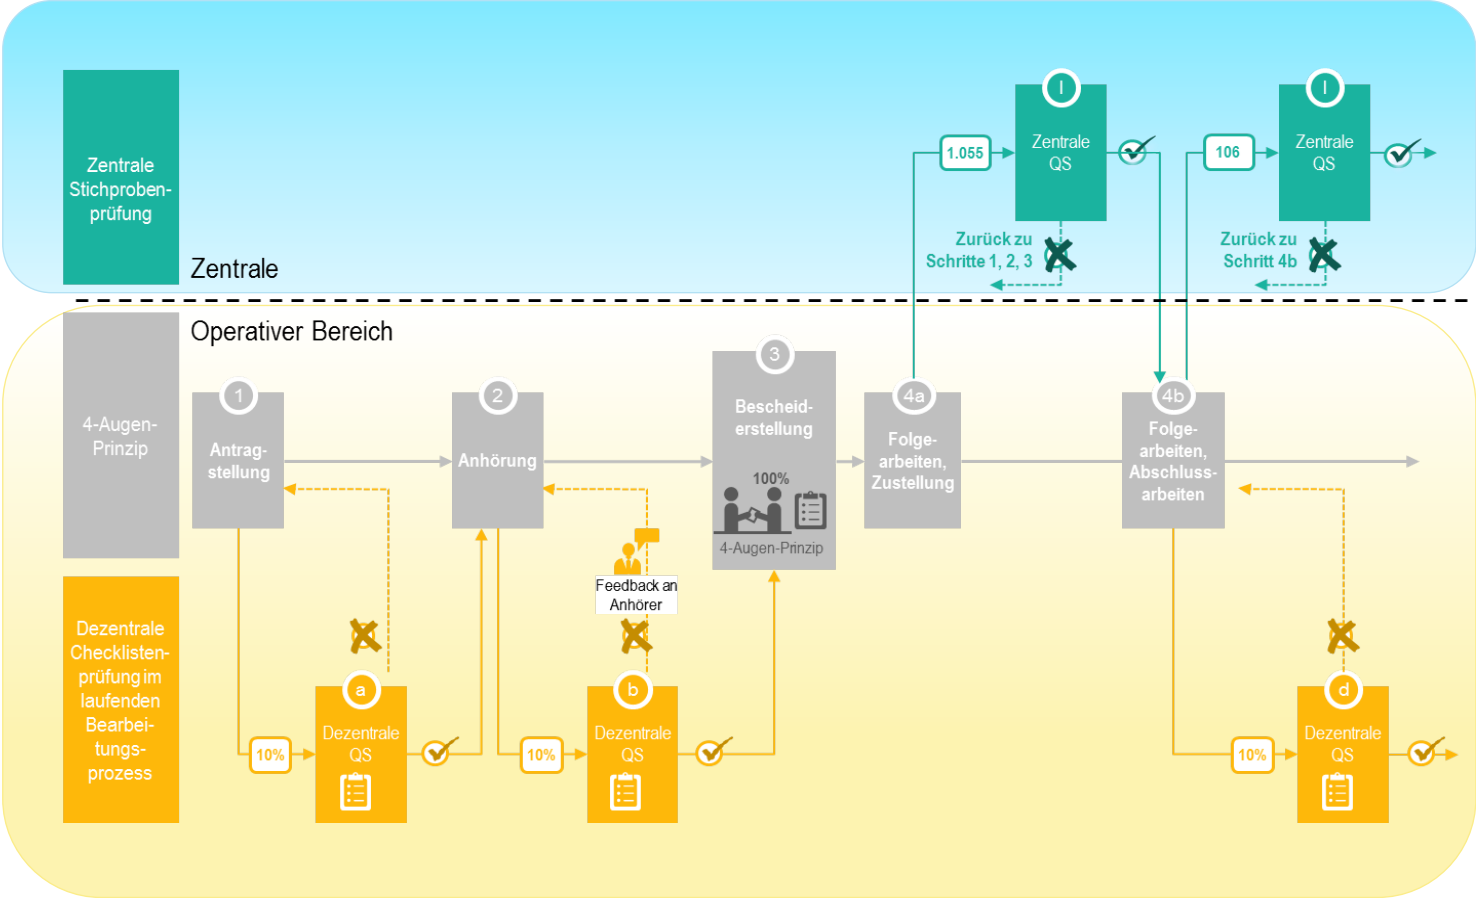 Zentrale
Stichproben-
prüfung
Zentrale
I
Zentrale
QS
1.055
Zurück zu
Schritte 1, 2, 3
I
Zentrale
QS
106
Zurück zu
Schritt 4b
Operativer Bereich
4-Augen-
Prinzip
1
Antrag-
stellung
2
Anhörung
3
Bescheid-
erstellung
100%
4-Augen-Prinzip
4a
Folge-
arbeiten,
Zustellung
4b
Folge-
arbeiten,
Abschluss-
arbeiten
Feedback an
Anhörer
Dezentrale
Checklisten-
prüfung im
laufenden
Bearbei-
tungs-
prozess
10%
a
Dezentrale
QS
10%
b
Dezentrale
QS
10%
d
Dezentrale
QS